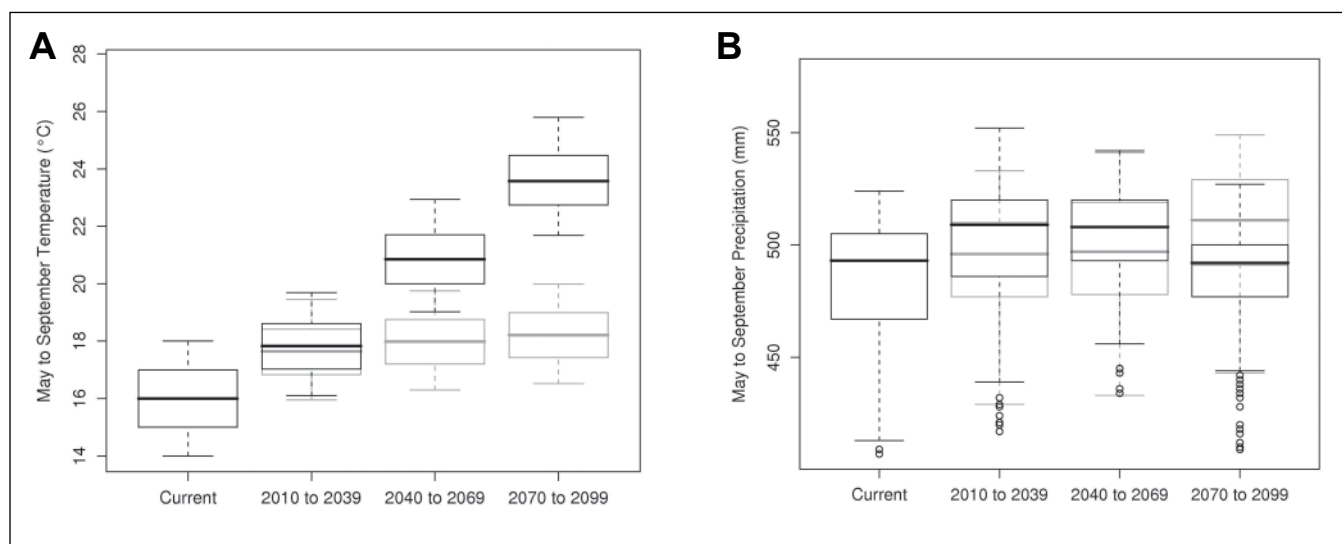 A
May to September Temperature (°C)
28
26
24
22
20
18
16
14
Current
2010 to 2039
2040 to 2069
2070 to 2099
B
May to September Precipitation (mm)
550
500
450
Current
2010 to 2039
2040 to 2069
2070 to 2099